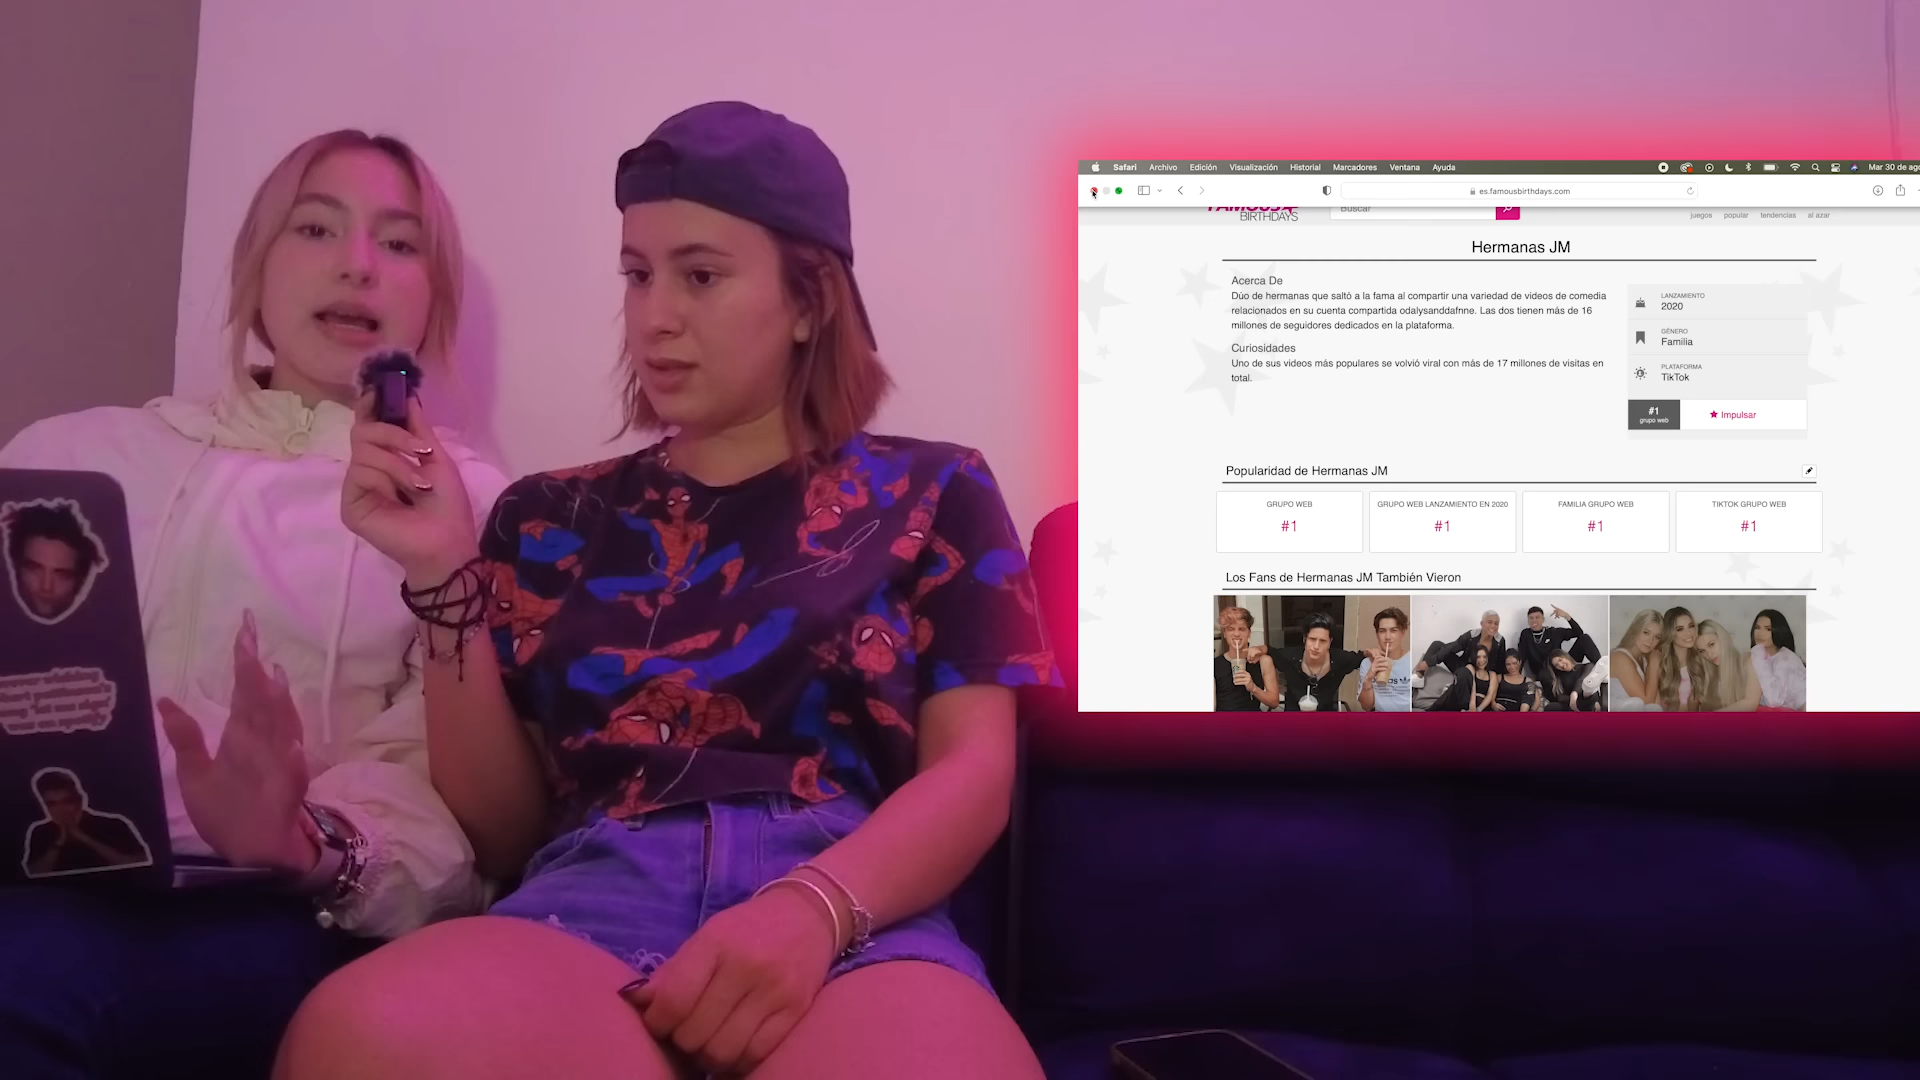 Safari Archivo Edición Visualización Historial Marcadores Ventana Ayuda
Mar 30 de ago
es.famousbirthdays.com
FAMOUS
BIRTHDAYS
Buscar
juegos popular tendencias al azar
Hermanas JM
Acerca De
Dúo de hermanas que saltó a la fama al compartir una variedad de videos de comedia
relacionados en su cuenta compartida odalysanddafnne. Las dos tienen más de 16
millones de seguidores dedicados en la plataforma.
Curiosidades
Uno de sus videos más populares se volvió viral con más de 17 millones de visitas en
total.
LANZAMIENTO
2020
GÉNERO
Familia
PLATAFORMA
TikTok
#1
grupo web
Impulsar
Popularidad de Hermanas JM
GRUPO WEB
#1
GRUPO WEB LANZAMIENTO EN 2020
#1
FAMILIA GRUPO WEB
#1
TIKTOK GRUPO WEB
#1
Los Fans de Hermanas JM También Vieron